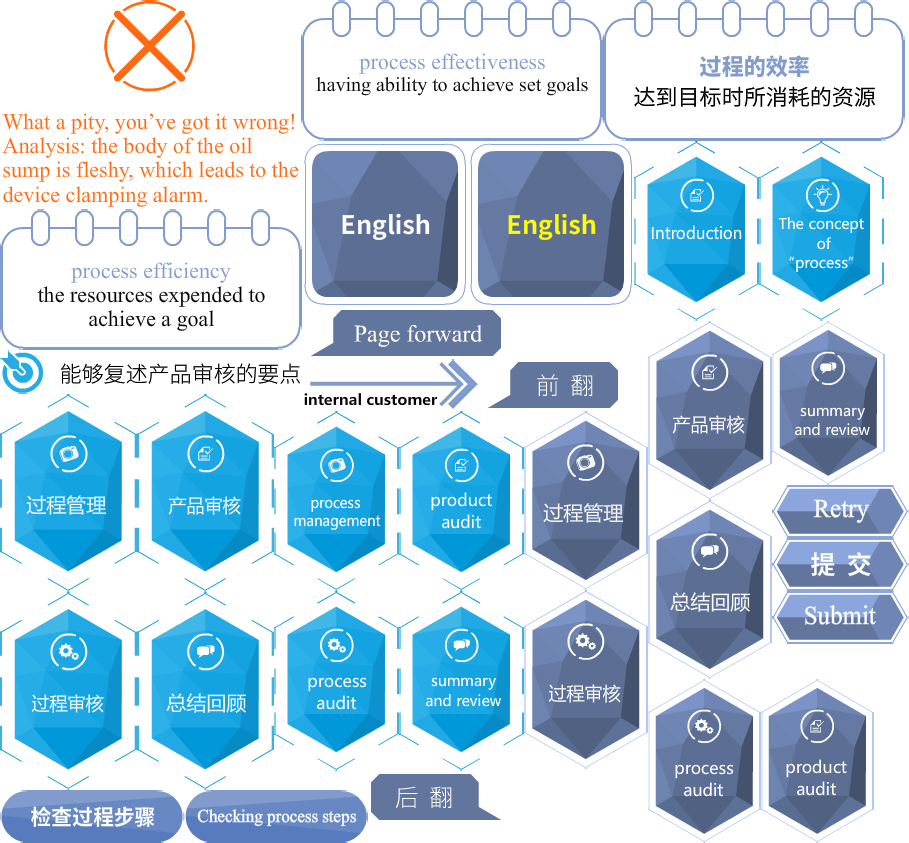 What a pity, you’ve got it wrong!
Analysis: the body of the oil
sump is fleshy, which leads to the
device clamping alarm.
process effectiveness
having ability to achieve set goals
过程的效率
达到目标时所消耗的资源
English
English
Introduction
The concept
of
“process”
process efficiency
the resources expended to
achieve a goal
Page forward
能够复述产品审核的要点
internal customer
前 翻
产品审核
summary
and review
过程管理
产品审核
process
management
product
audit
过程管理
Retry
提 交
Submit
总结回顾
过程审核
总结回顾
process
audit
summary
and review
过程审核
process
audit
product
audit
检查过程步骤
Checking process steps
后 翻